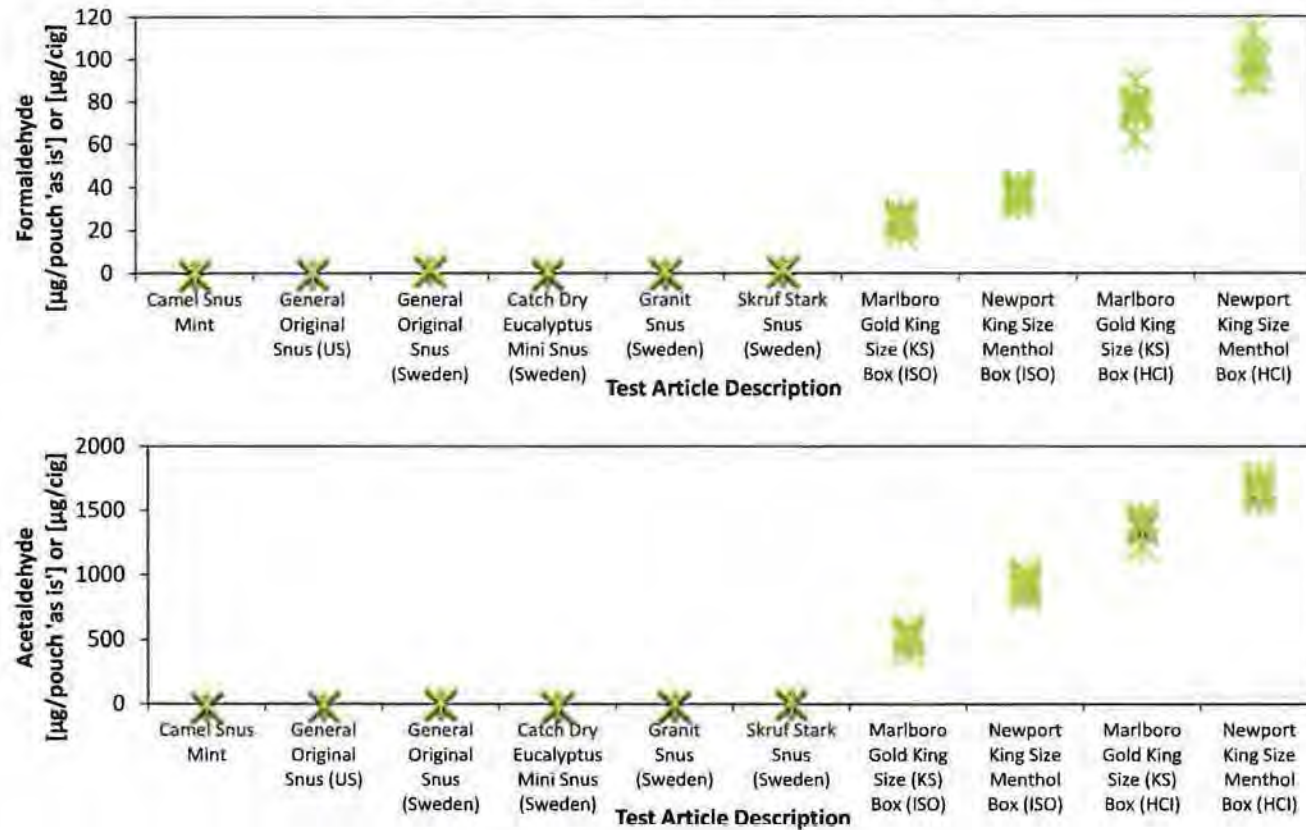 Formaldehyde
[µg/pouch 'as is'] or [µg/cig]
120
100
80
60
40
20
0
Camel Snus
Mint
General
Original
Snus (US)
General
Original
Snus
(Sweden)
Catch Dry
Eucalyptus
Mini Snus
(Sweden)
Granit
Snus
(Sweden)
Skruf Stark
Snus
(Sweden)
Marlboro
Gold King
Size (KS)
Box (ISO)
Newport
King Size
Menthol
Box (ISO)
Marlboro
Gold King
Size (KS)
Box (HCI)
Newport
King Size
Menthol
Box (HCI)
Test Article Description
Acetaldehyde
[µg/pouch 'as is'] or [µg/cig]
2000
1500
1000
500
0
Camel Snus
Mint
General
Original
Snus (US)
General
Original
Snus
(Sweden)
Catch Dry
Eucalyptus
Mini Snus
(Sweden)
Granit
Snus
(Sweden)
Skruf Stark
Snus
(Sweden)
Marlboro
Gold King
Size (KS)
Box (ISO)
Newport
King Size
Menthol
Box (ISO)
Marlboro
Gold King
Size (KS)
Box (HCI)
Newport
King Size
Menthol
Box (HCI)
Test Article Description